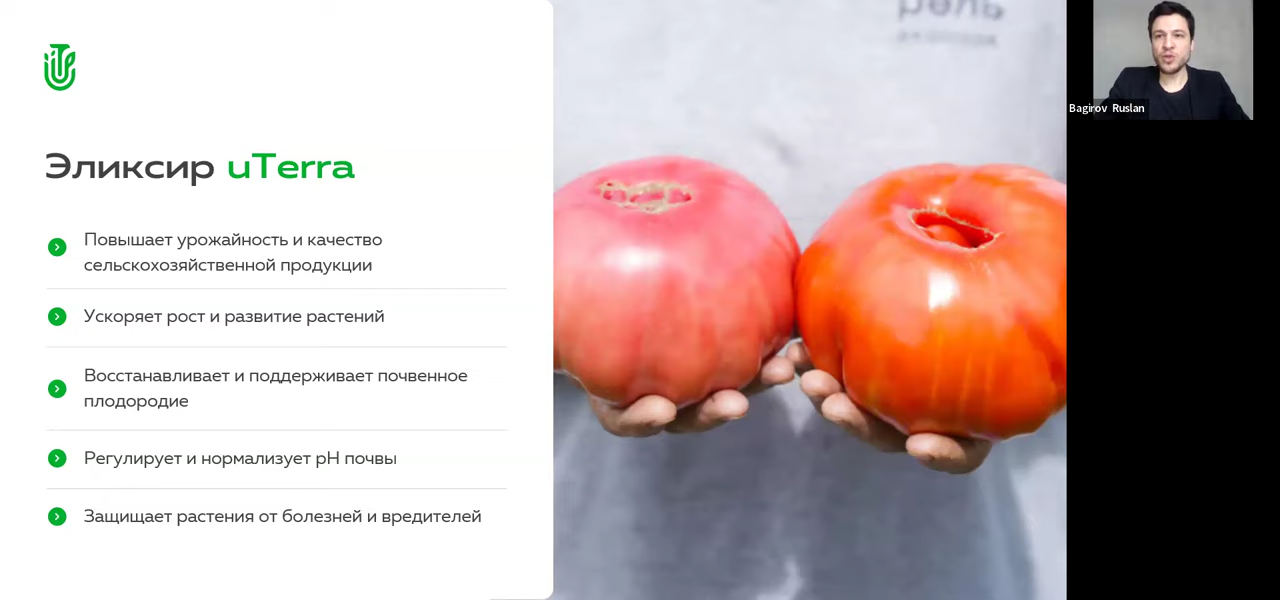 Эликсир uTerra
Повышает урожайность и качество
сельскохозяйственной продукции
Ускоряет рост и развитие растений
Восстанавливает и поддерживает почвенное
плодородие
Регулирует и нормализует pH почвы
Защищает растения от болезней и вредителей
Bagirov Ruslan